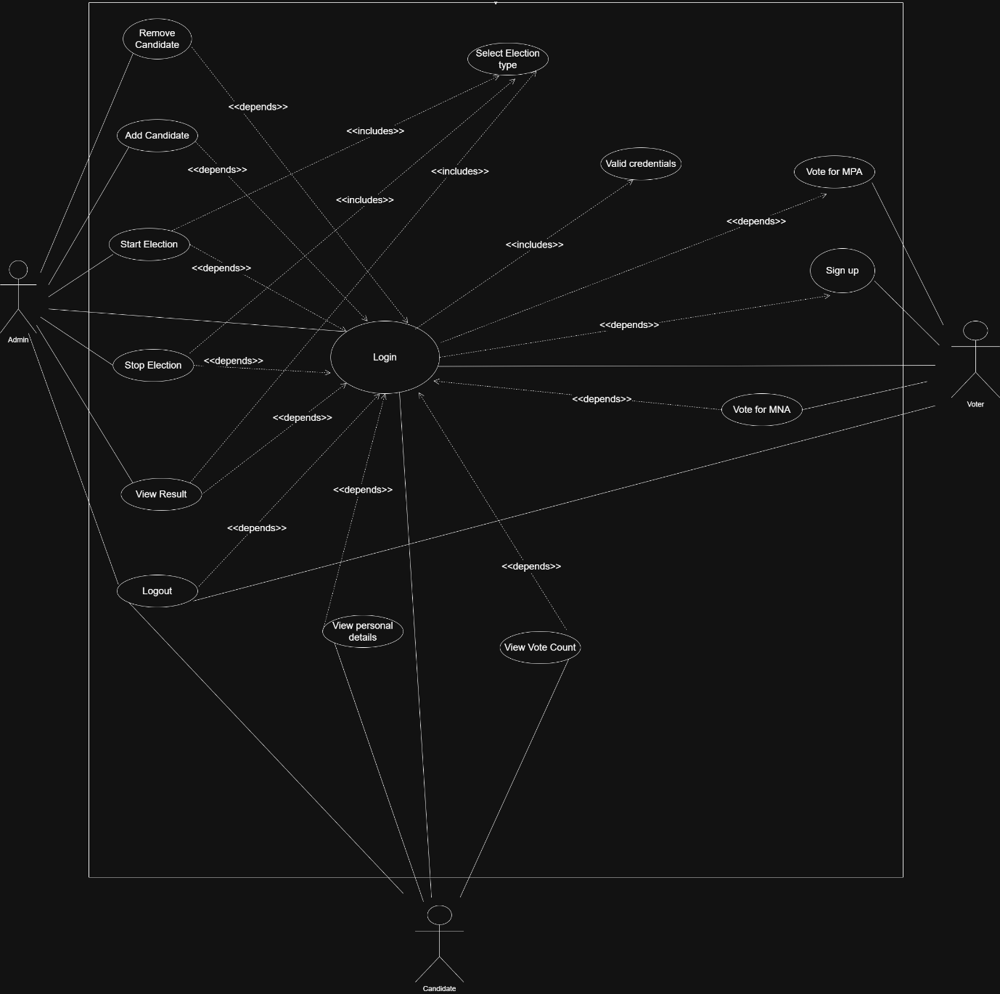 v
Remove
Candidate
Select Election
type
<<depends>>
<<includes>>
Add Candidate
Valid credentials
<<depends>>
<<includes>>
Vote for MPA
<<includes>>
<<depends>>
Start Election
<<includes>>
<<depends>>
Sign up
Admin
<<depends>>
Login
Stop Election
<<depends>>
<<depends>>
Vote for MNA
Voter
<<depends>>
View Result
<<depends>>
<<depends>>
<<depends>>
Logout
View personal
details
View Vote Count
Candidate